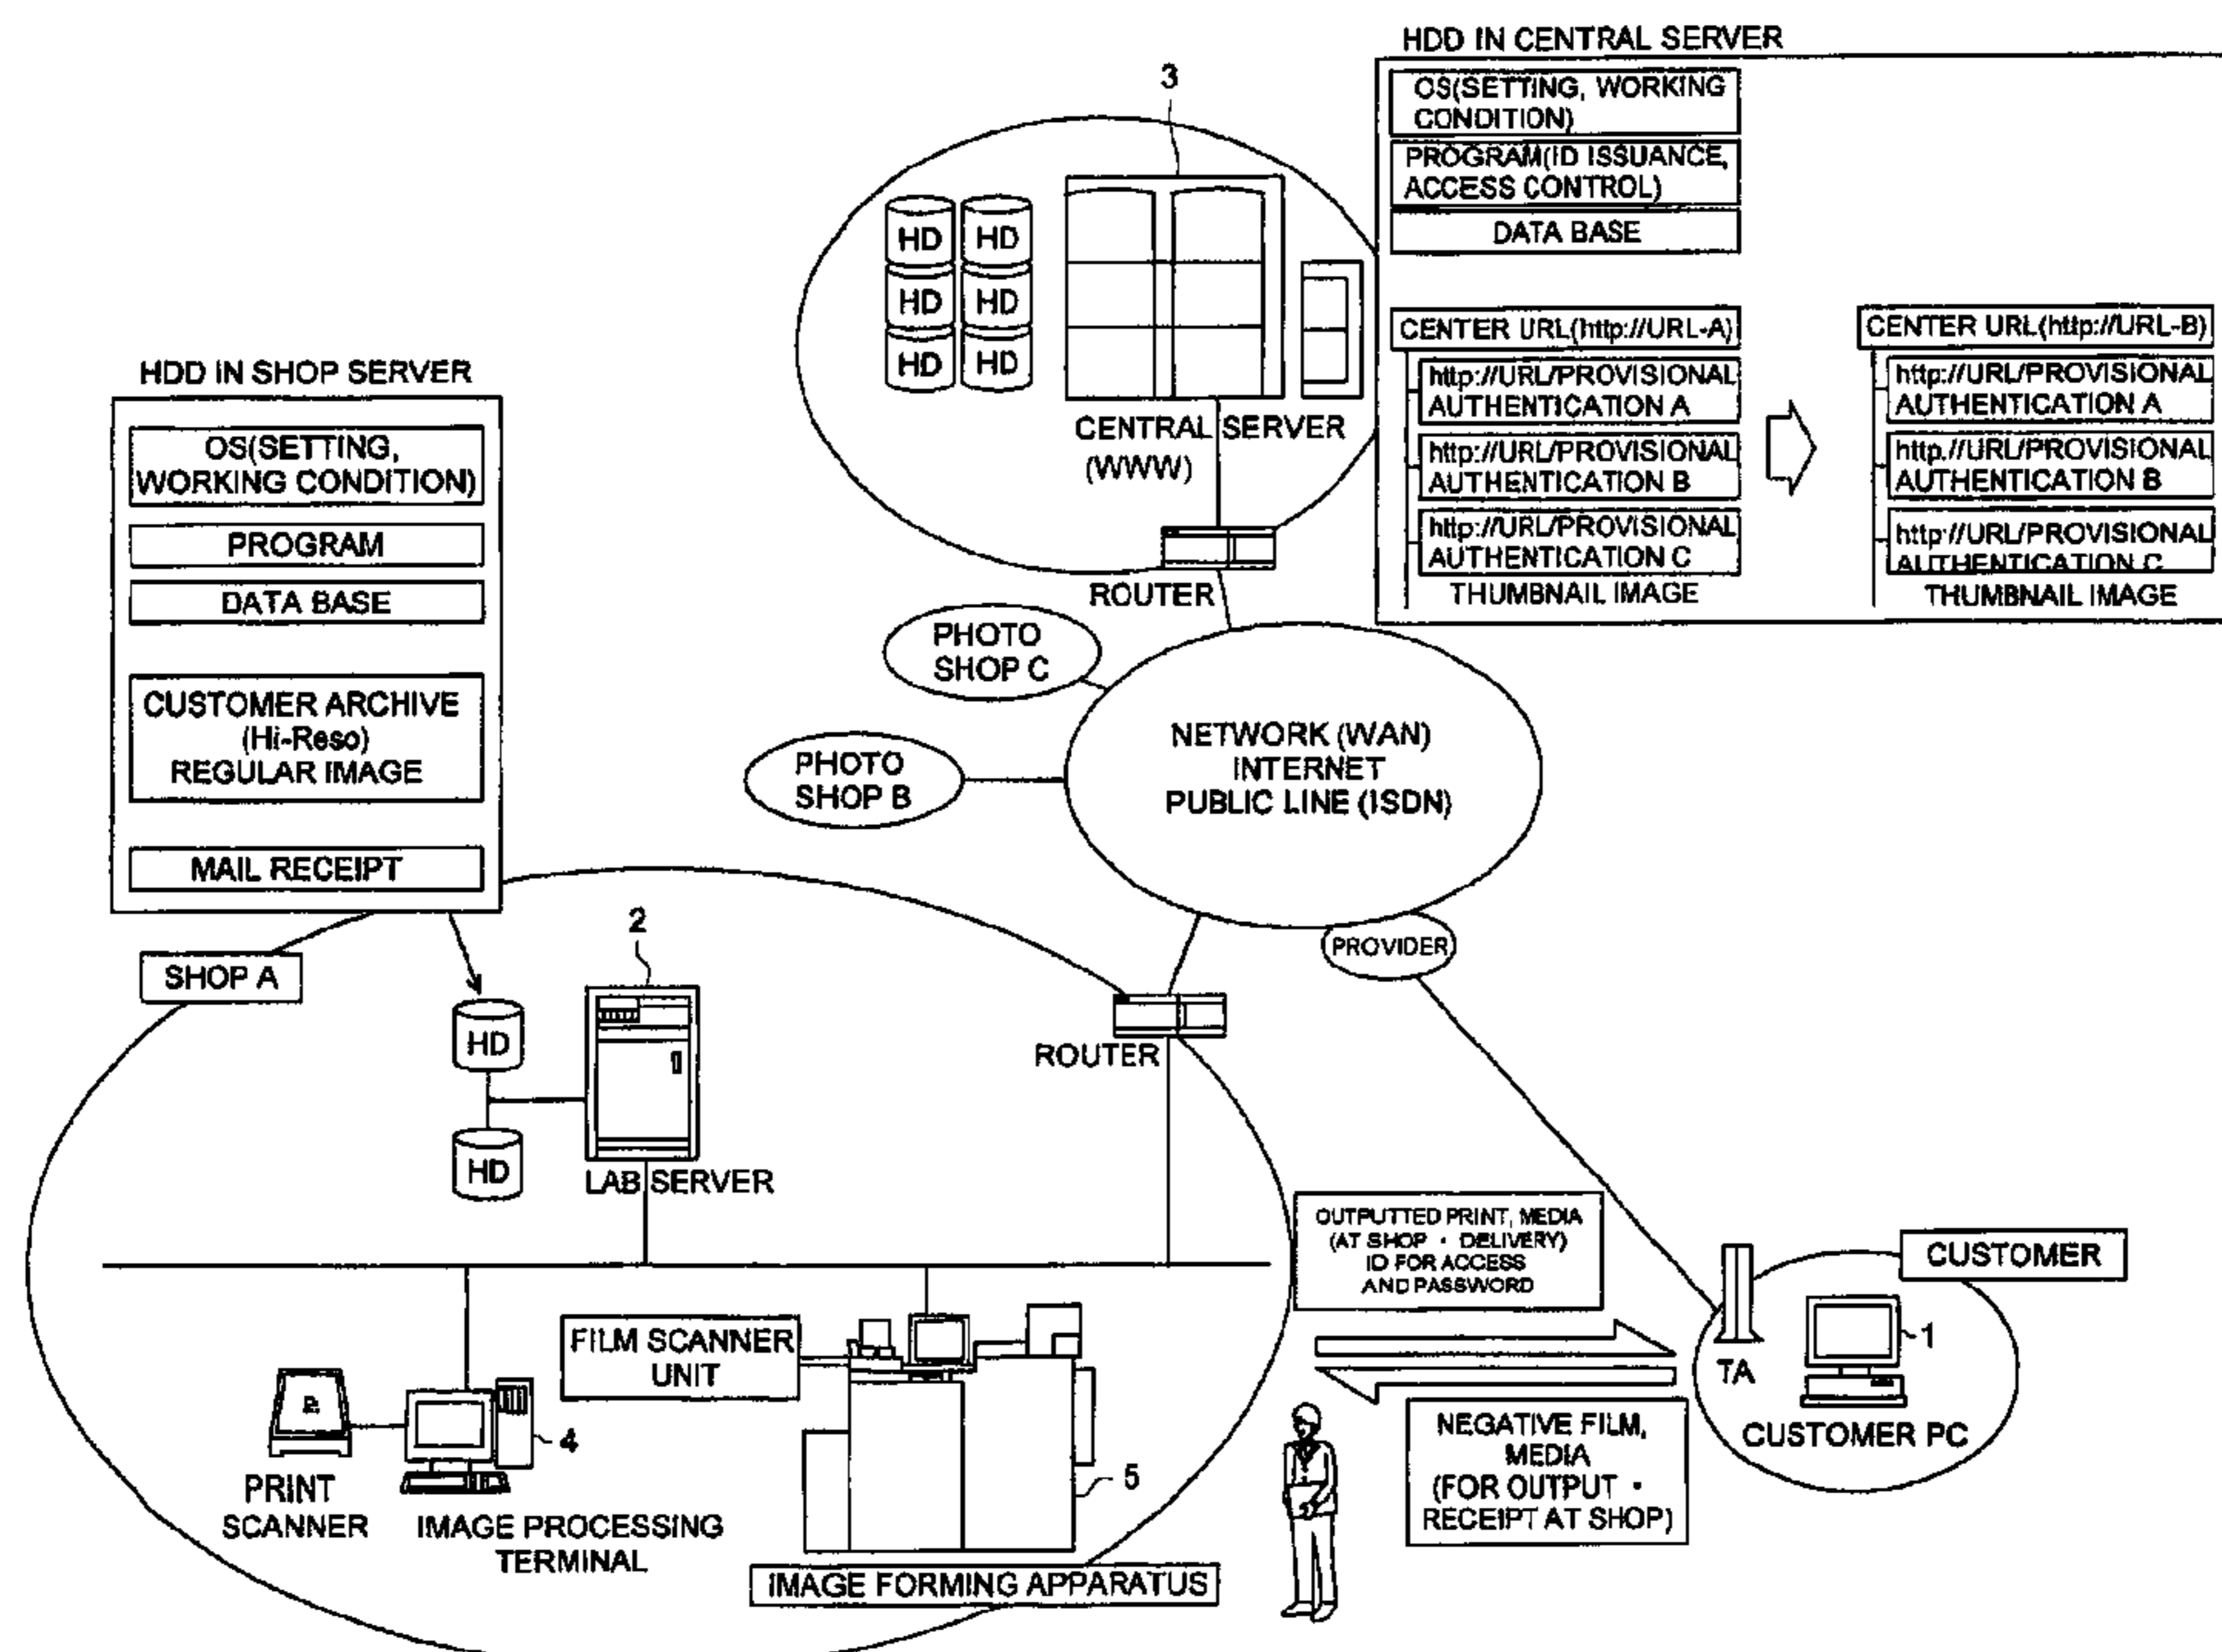 HDD IN CENTRAL SERVER
OS(SETTING, WORKING
CONDITION)
PROGRAM(ID ISSUANCE,
ACCESS CONTROL)
DATA BASE
CENTER URL(http://URL-A)
http://URL/PROVISIONAL
AUTHENTICATION A
http://URL/PROVISIONAL
AUTHENTICATION B
http://URL/PROVISIONAL
AUTHENTICATION C
THUMBNAIL IMAGE
CENTER URL(http://URL-B)
http://URL/PROVISIONAL
AUTHENTICATION A
http://URL/PROVISIONAL
AUTHENTICATION B
http://URL/PROVISIONAL
AUTHENTICATION C
THUMBNAIL IMAGE
3
HD HD
HD HD
HD HD
CENTRAL SERVER
(WWW)
ROUTER
HDD IN SHOP SERVER
OS(SETTING,
WORKING CONDITION)
PROGRAM
DATA BASE
CUSTOMER ARCHIVE
(Hi-Reso)
REGULAR IMAGE
MAIL RECEIPT
PHOTO
SHOP C
PHOTO
SHOP B
NETWORK (WAN)
INTERNET
PUBLIC LINE (ISDN)
PROVIDER
SHOP A
2
HD
HD
LAB SERVER
ROUTER
OUTPUTTED PRINT, MEDIA
(AT SHOP · DELIVERY)
ID FOR ACCESS
AND PASSWORD
CUSTOMER
1
TA
CUSTOMER PC
FILM SCANNER
UNIT
4
5
PRINT
SCANNER
IMAGE PROCESSING
TERMINAL
IMAGE FORMING APPARATUS
NEGATIVE FILM,
MEDIA
(FOR OUTPUT ·
RECEIPT AT SHOP)